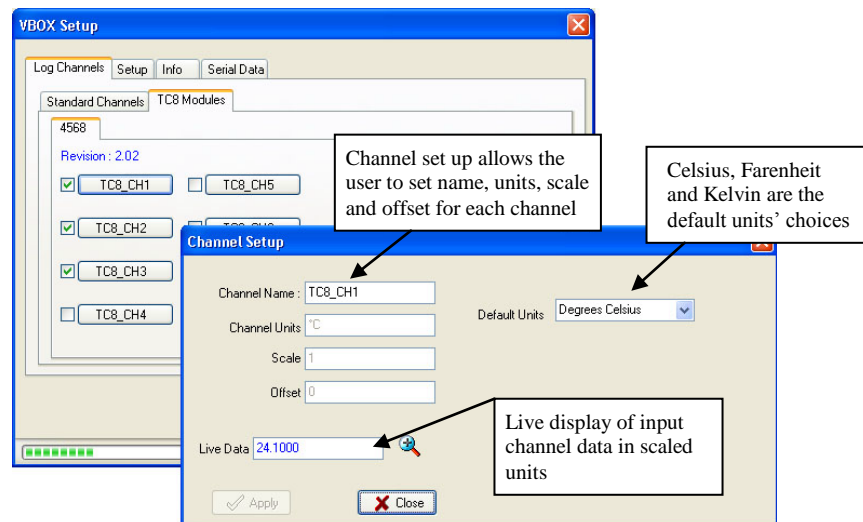 VBOX Setup
Log Channels Setup Info Serial Data
Standard Channels TC8 Modules
4568
Revision : 2.02
TC8_CH1 TC8_CH5
TC8_CH2
TC8_CH3
TC8_CH4
Channel set up allows the
user to set name, units, scale
and offset for each channel
Celsius, Farenheit
and Kelvin are the
default units' choices
Channel Setup
Channel Name : TC8_CH1
Default Units Degrees Celsius
Channel Units °C
Scale 1
Offset 0
Live Data 24.1000
Live display of input
channel data in scaled
units
Apply Close